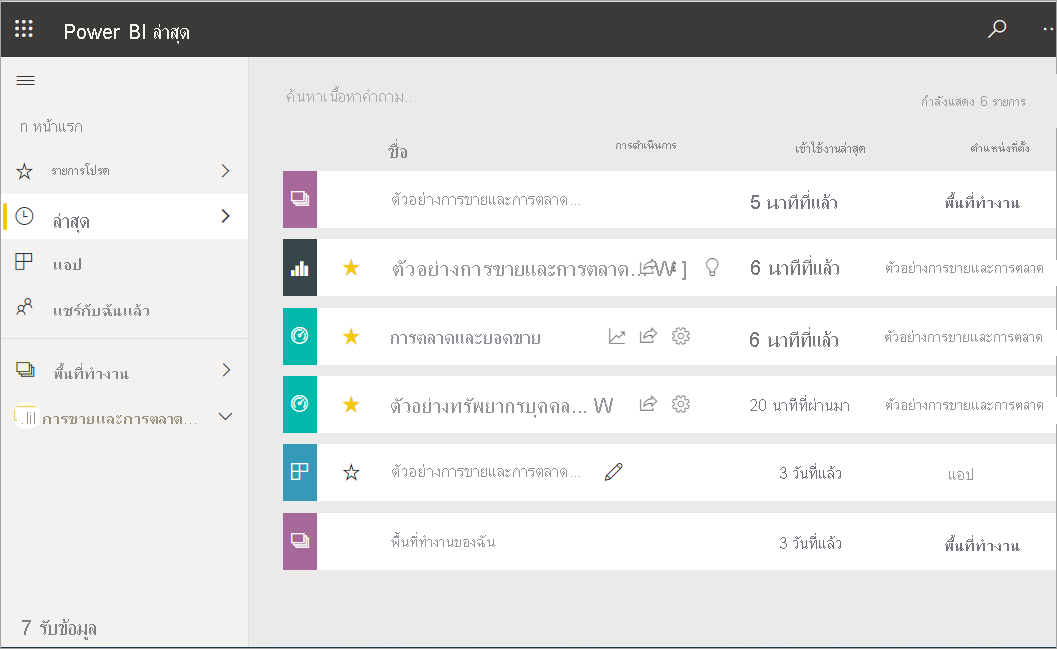 Power BI ล่าสุด
n หน้าแรก
รายการโปรด
ล่าสุด
แอป
แชร์กับฉันแล้ว
พื้นที่ทำงาน
การขายและการตลาด...
7 รับข้อมูล
ค้นหาเนื้อหาคำถาม..
กำลังแสดง 6 รายการ
ชื่อ การดำเนินการ เข้าใช้งานล่าสุด ตำแหน่งที่ตั้ง
ตัวอย่างการขายและการตลาด... 5 นาทีที่แล้ว พื้นที่ทำงาน
ตัวอย่างการขายและการตลาด... W ] 6 นาทีที่แล้ว ตัวอย่างการขายและการตลาด
การตลาดและยอดขาย 6 นาทีที่แล้ว ตัวอย่างการขายและการตลาด
ตัวอย่างทรัพยากรบุคคล... W 20 นาทีที่ผ่านมา ตัวอย่างการขายและการตลาด
ตัวอย่างการขายและการตลาด... 3 วันที่แล้ว แอป
พื้นที่ทำงานของฉัน 3 วันที่แล้ว พื้นที่ทำงาน